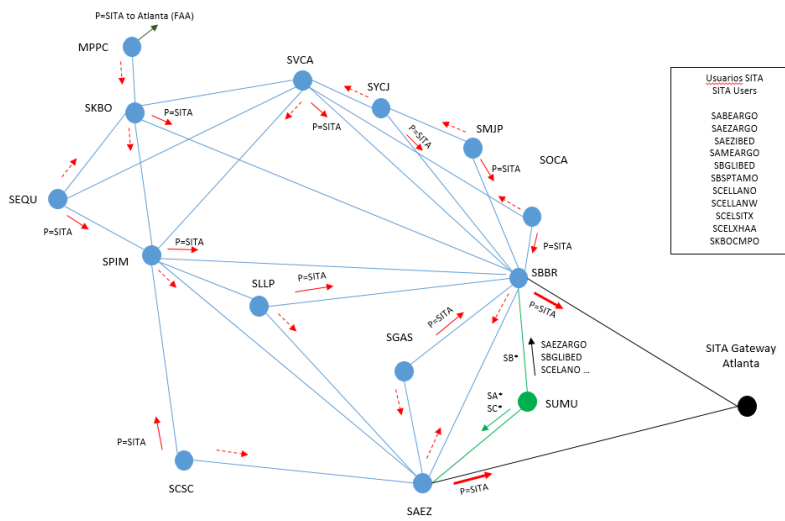 P=SITA to Atlanta (FAA)
MPPC
SVCA
SYCJ
SKBO
P=SITA
P=SITA
P=SITA
SMJP
P=SITA
SOCA
SEQU
P=SITA
P=SITA
P=SITA
SPIM
SBBR
SLLP
P=SITA
P=SITA
SGAS
P=SITA
SB*
SAEZARGO
SBGLIBED
SCELANO ...
SITA Gateway
Atlanta
SA*
SC*
SUMU
P=SITA
SCSC
SAEZ
P=SITA
Usuarios SITA
SITA Users
SABEARGO
SAEZARGO
SAEZIBED
SAMEARGO
SBGLIBED
SBSPTAMO
SCELLANO
SCELLANW
SCELSITX
SCELXHAA
SKBOCMPO